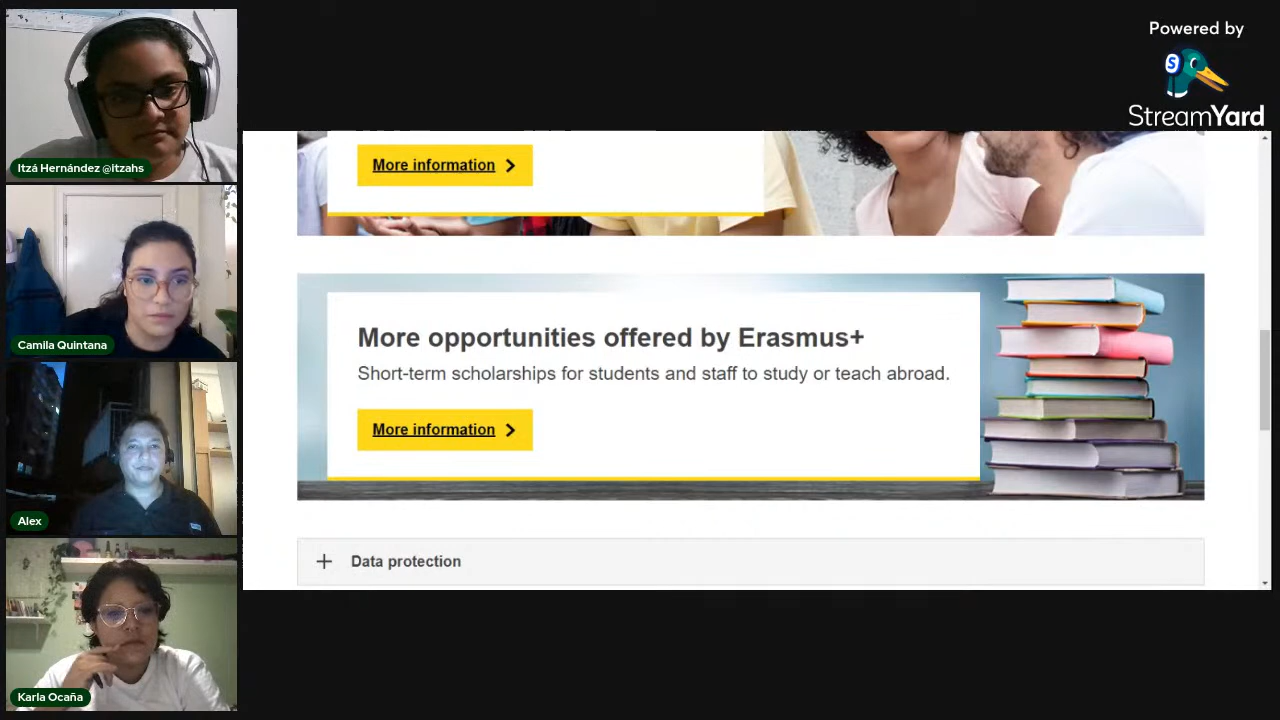 Powered by
StreamYard
Itzá Hernández @itzahs
Camila Quintana
Alex
Karla Ocaña
More information
More opportunities offered by Erasmus+
Short-term scholarships for students and staff to study or teach abroad.
More information
Data protection